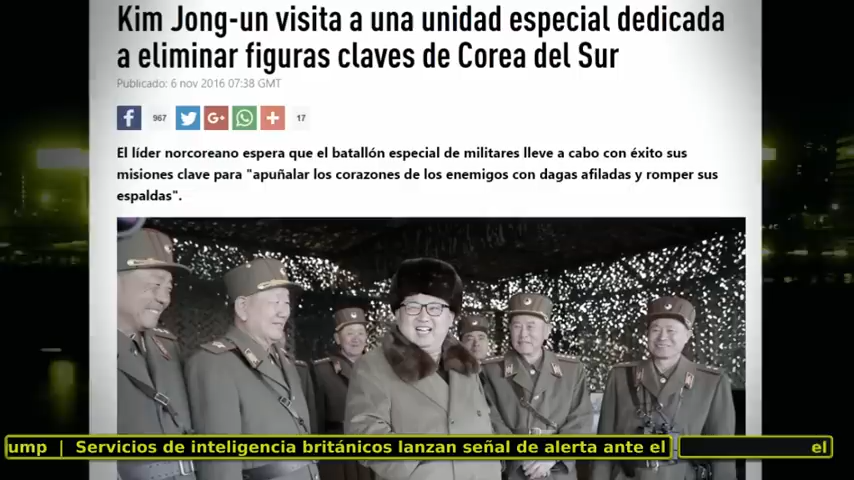 Kim Jong-un visita a una unidad especial dedicada
a eliminar figuras claves de Corea del Sur
Publicado: 6 nov 2016 07:38 GMT
967 G+ 17
El líder norcoreano espera que el batallón especial de militares lleve a cabo con éxito sus
misiones clave para "apuñalar los corazones de los enemigos con dagas afiladas y romper sus
espaldas".
ump | Servicios de inteligencia británicos lanzan señal de alerta ante el
el